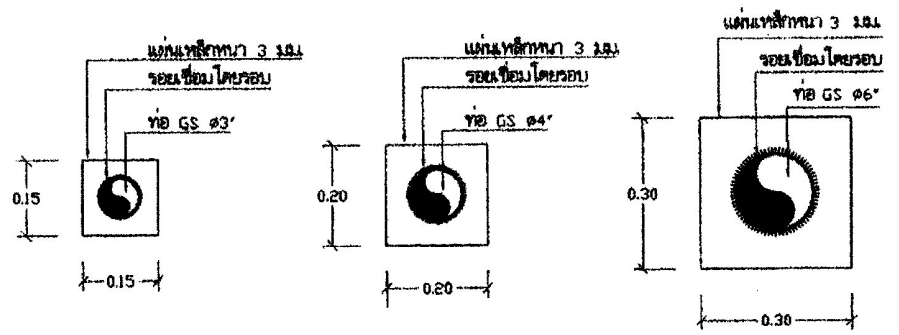 แผ่นเหล็กหนา 3 มม.
รอยเชื่อมโดยรอบ
ท่อ GS ø3"
0.15
0.15
แผ่นเหล็กหนา 3 มม.
รอยเชื่อมโดยรอบ
ท่อ GS ø4"
0.20
0.20
แผ่นเหล็กหนา 3 มม.
รอยเชื่อมโดยรอบ
ท่อ GS ø6"
0.30
0.30